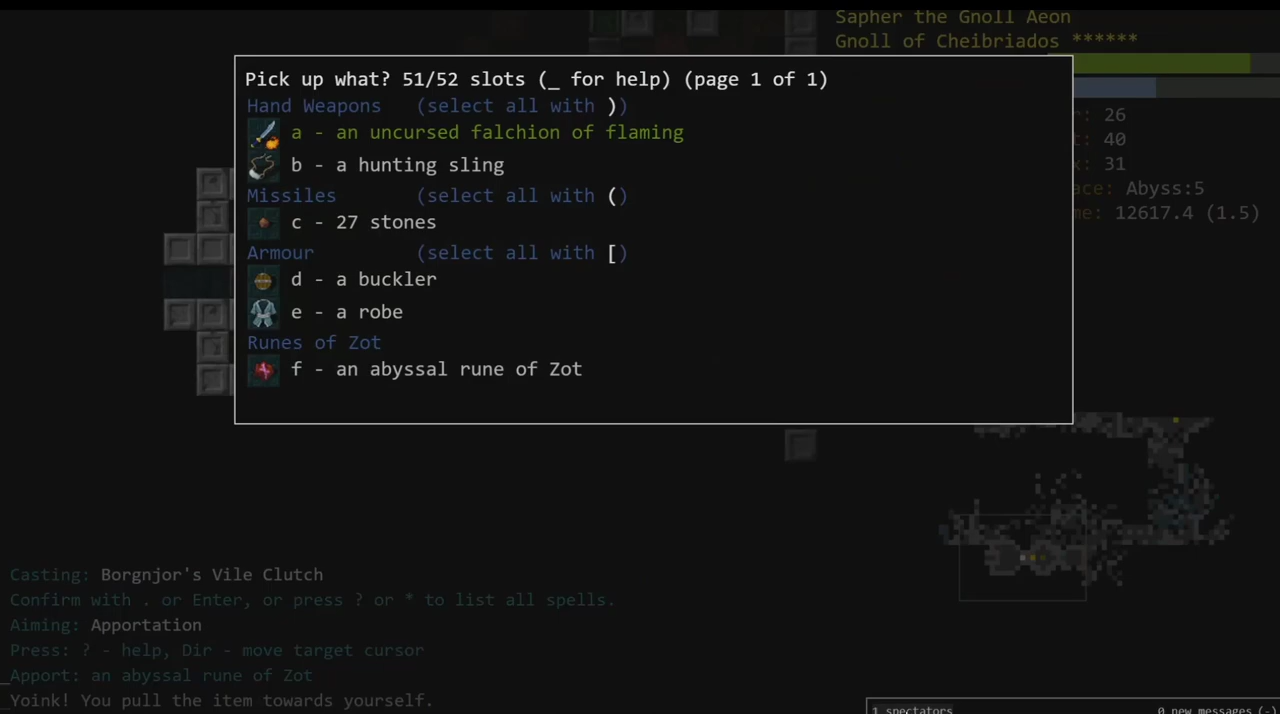 Sapher the Gnoll Aeon
Gnoll of Cheibriados ******
Pick up what? 51/52 slots (_ for help) (page 1 of 1)
Hand Weapons (select all with ))
a - an uncursed falchion of flaming
b - a hunting sling
Missiles (select all with ()
c - 27 stones
Armour (select all with [)
d - a buckler
e - a robe
Runes of Zot
f - an abyssal rune of Zot
r: 26
t: 40
x: 31
ace: Abyss:5
me: 12617.4 (1.5)
Casting: Borgnjor's Vile Clutch
Confirm with . or Enter, or press ? or * to list all spells.
Aiming: Apportation
Press: ? - help, Dir - move target cursor
_Apport: an abyssal rune of Zot
_Yoink! You pull the item towards yourself.
1 spectators 0 new messages (-)